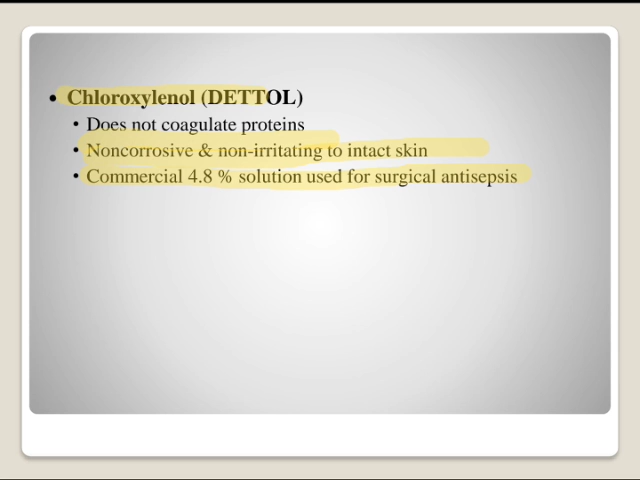 • Chloroxylenol (DETTOL)
• Does not coagulate proteins
• Noncorrosive & non-irritating to intact skin
• Commercial 4.8 % solution used for surgical antisepsis